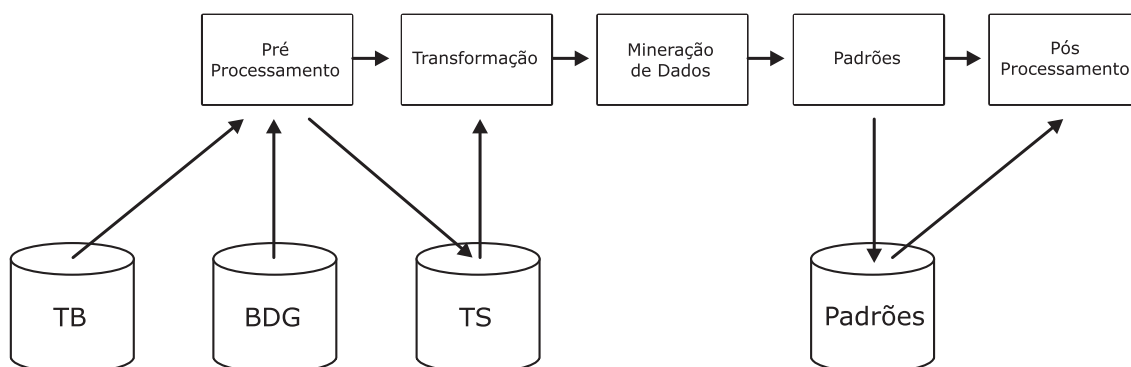 Pré
Processamento
Transformação
Mineração
de Dados
Padrões
Pós
Processamento
TB
BDG
TS
Padrões